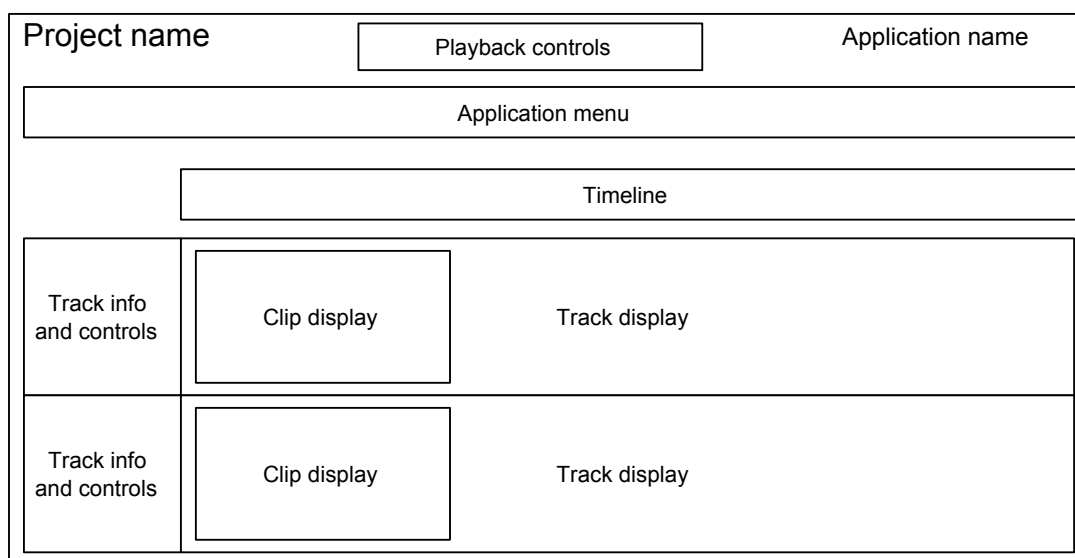 Project name
Playback controls
Application name
Application menu
Timeline
Track info
and controls
Clip display
Track display
Track info
and controls
Clip display
Track display